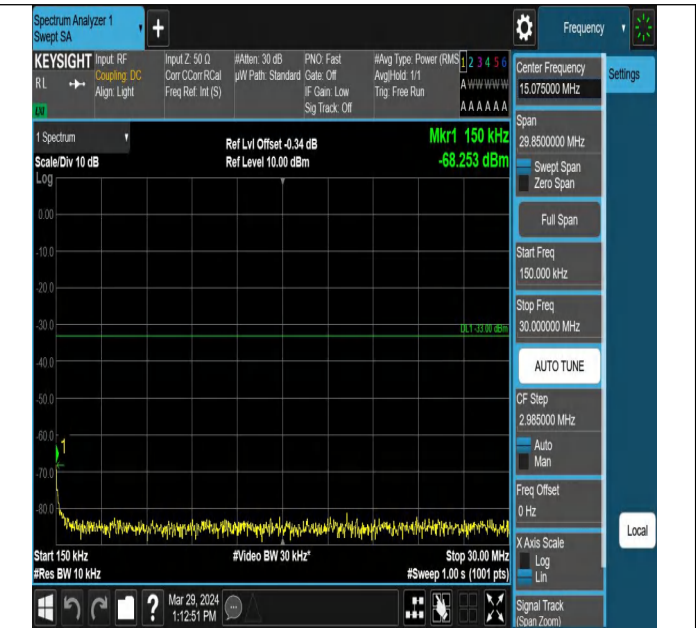 Spectrum Analyzer 1
Swept SA
+
Frequency
KEYSIGHT
RL
LXI
Input: RF
Coupling: DC
Align: Light
Input Z: 50 Ω
Corr CCorr RCal
Freq Ref: Int (S)
#Atten: 30 dB
µW Path: Standard
PNO: Fast
Gate: Off
IF Gain: Low
Sig Track: Off
#Avg Type: Power (RMS
Avg|Hold: 1/1
Trig: Free Run
1 2 3 4 5 6
A W W W W W
A A A A A A
1 Spectrum
Scale/Div 10 dB
Log
Ref Lvl Offset -0.34 dB
Ref Level 10.00 dBm
Mkr1 150 kHz
-68.253 dBm
0.00
-10.0
-20.0
-30.0
DL1 -33.00 dBm
-40.0
-50.0
-60.0
1
-70.0
-80.0
Start 150 kHz
#Video BW 30 kHz*
Stop 30.00 MHz
#Res BW 10 kHz
#Sweep 1.00 s (1001 pts)
Center Frequency
15.075000 MHz
Settings
Span
29.8500000 MHz
Swept Span
Zero Span
Full Span
Start Freq
150.000 kHz
Stop Freq
30.000000 MHz
AUTO TUNE
CF Step
2.985000 MHz
Auto
Man
Freq Offset
0 Hz
X Axis Scale
Log
Lin
Local
Signal Track
(Span Zoom)
?
Mar 29, 2024
1:12:51 PM